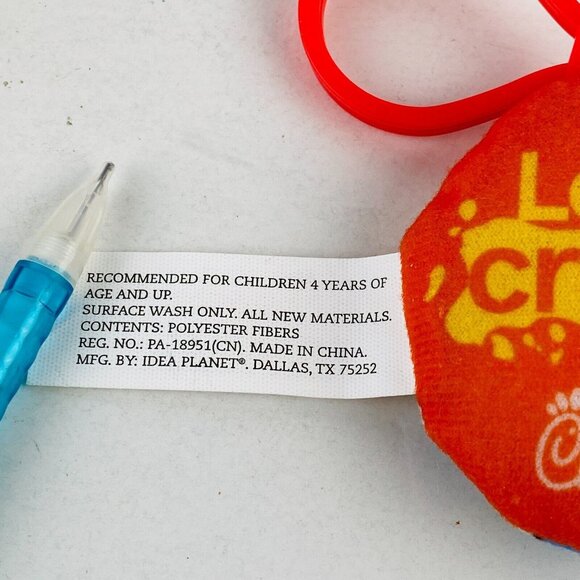 RECOMMENDED FOR CHILDREN 4 YEARS OF
AGE AND UP.
SURFACE WASH ONLY. ALL NEW MATERIALS.
CONTENTS: POLYESTER FIBERS
REG. NO.: PA-18951(CN). MADE IN CHINA.
MFG. BY: IDEA PLANET®. DALLAS, TX 75252